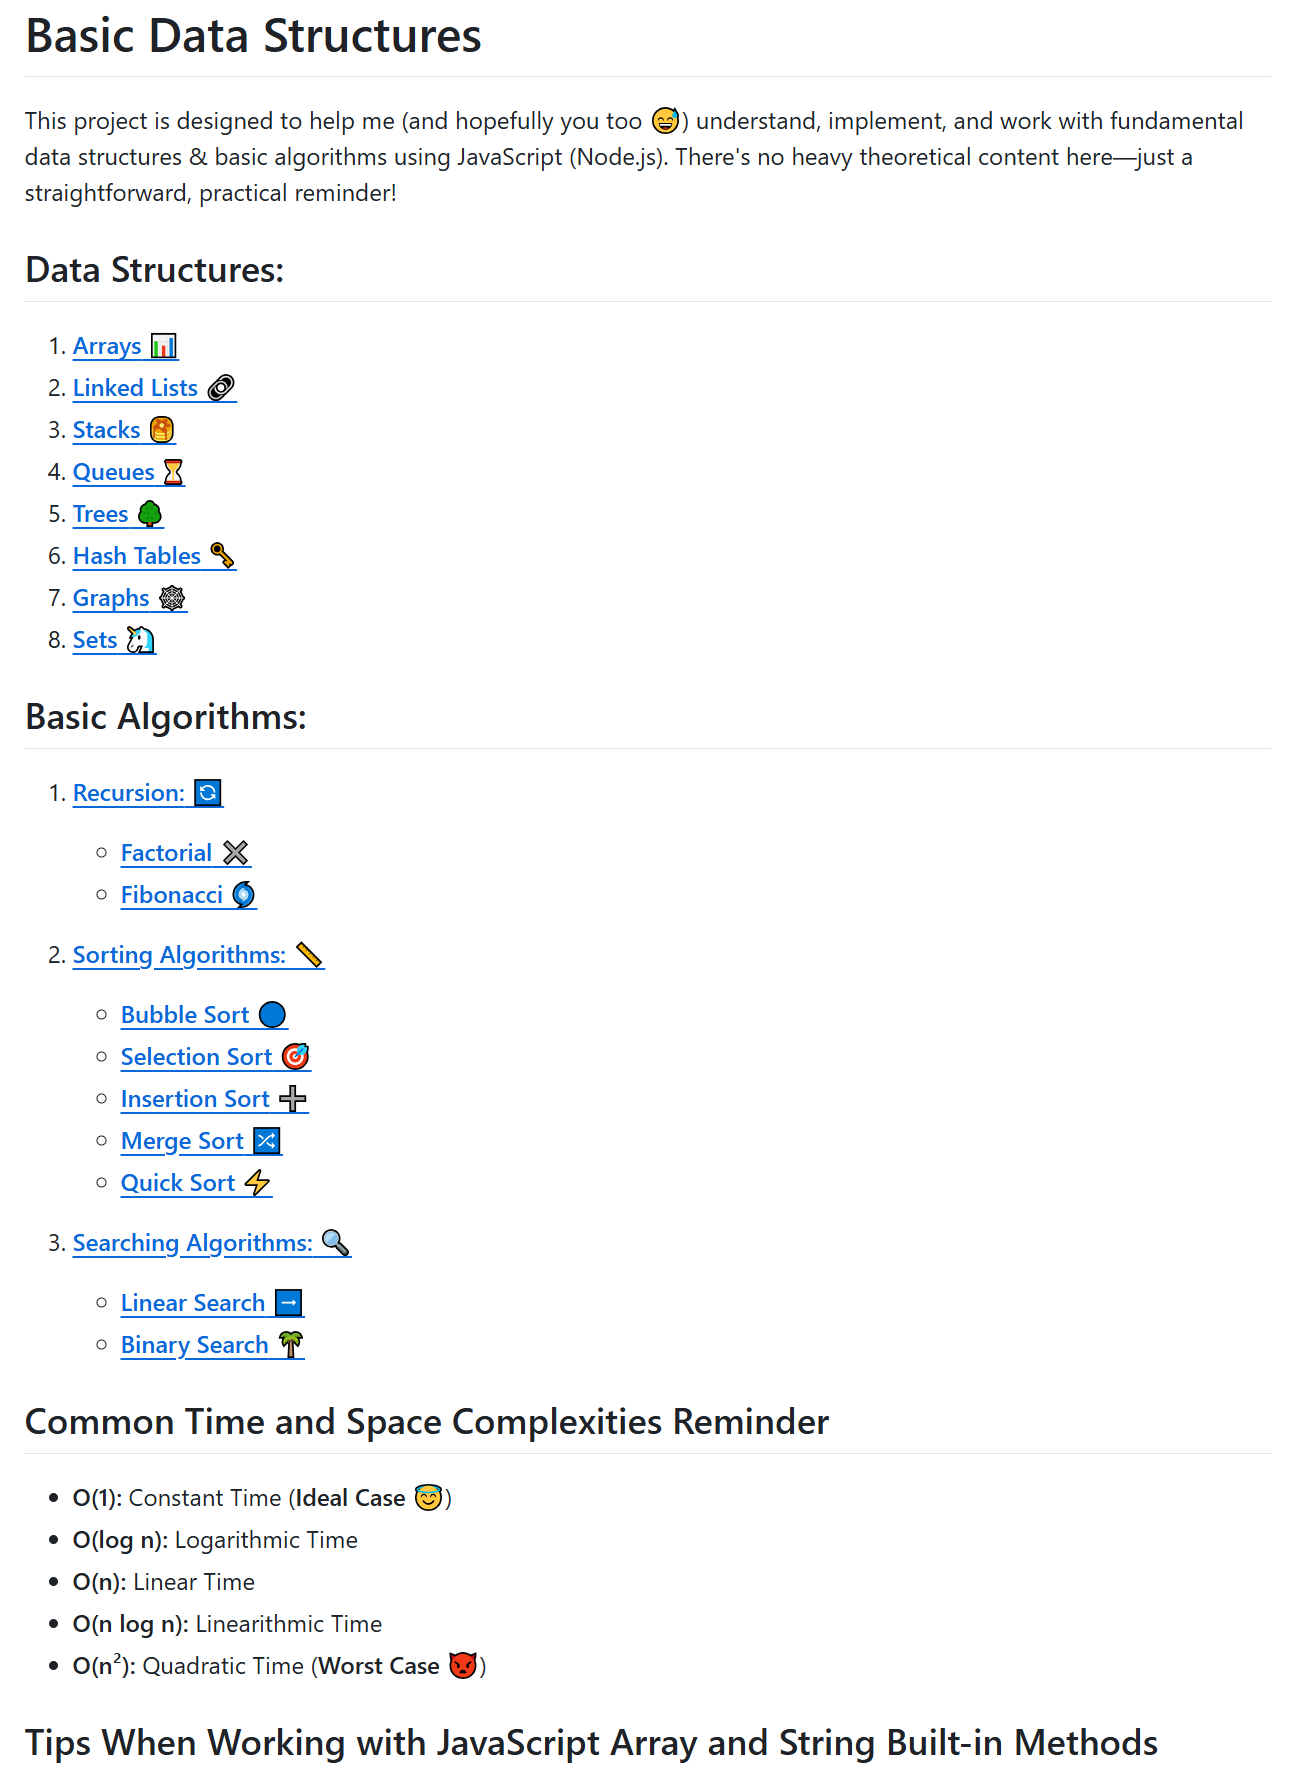 Basic Data Structures
This project is designed to help me (and hopefully you too 😅) understand, implement, and work with fundamental
data structures & basic algorithms using JavaScript (Node.js). There's no heavy theoretical content here—just a
straightforward, practical reminder!
Data Structures:
1. Arrays 📊
2. Linked Lists 🔗
3. Stacks 🥞
4. Queues ⏳
5. Trees 🌳
6. Hash Tables 🔑
7. Graphs 🕸️
8. Sets 🦄
Basic Algorithms:
1. Recursion: 🔄
○ Factorial ✖️
○ Fibonacci 🌀
2. Sorting Algorithms: 📏
○ Bubble Sort 🔵
○ Selection Sort 🎯
○ Insertion Sort ➕
○ Merge Sort 🔀
○ Quick Sort ⚡
3. Searching Algorithms: 🔍
○ Linear Search ➡️
○ Binary Search 🌴
Common Time and Space Complexities Reminder
• O(1): Constant Time (Ideal Case 😇)
• O(log n): Logarithmic Time
• O(n): Linear Time
• O(n log n): Linearithmic Time
• O(n²): Quadratic Time (Worst Case 👿)
Tips When Working with JavaScript Array and String Built-in Methods